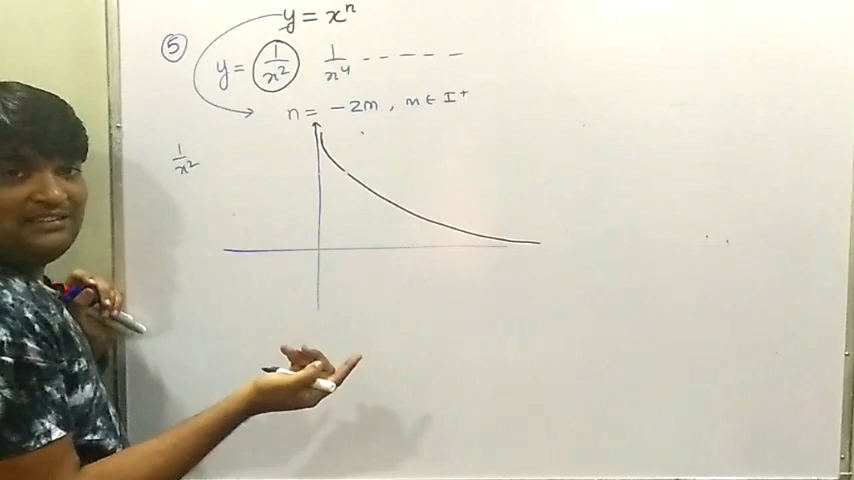 y = xⁿ
⑤
y = 1/x² 1/x⁴ - - - - -
n = -2m, m ∈ I⁺
1/x²